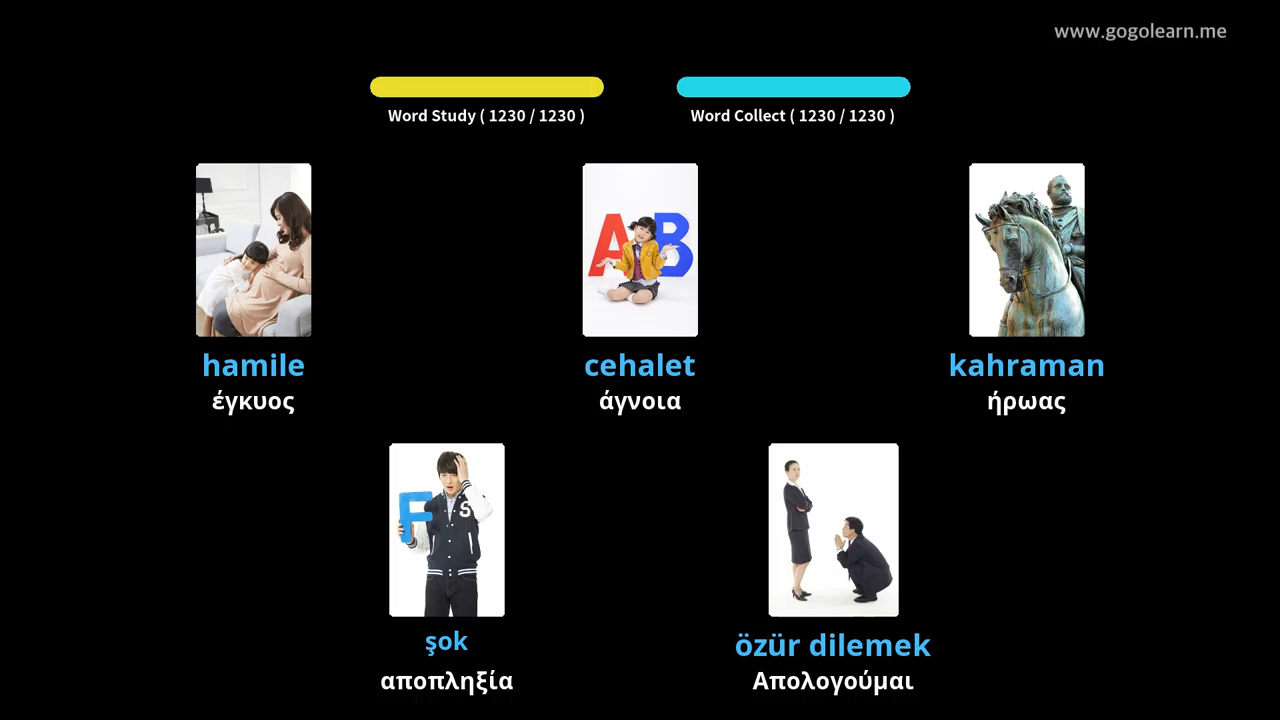 www.gogolearn.me
Word Study ( 1230 / 1230 )
Word Collect ( 1230 / 1230 )
A B
hamile
έγκυος
cehalet
άγνοια
kahraman
ήρωας
F S
şok
αποπληξία
özür dilemek
Απολογούμαι